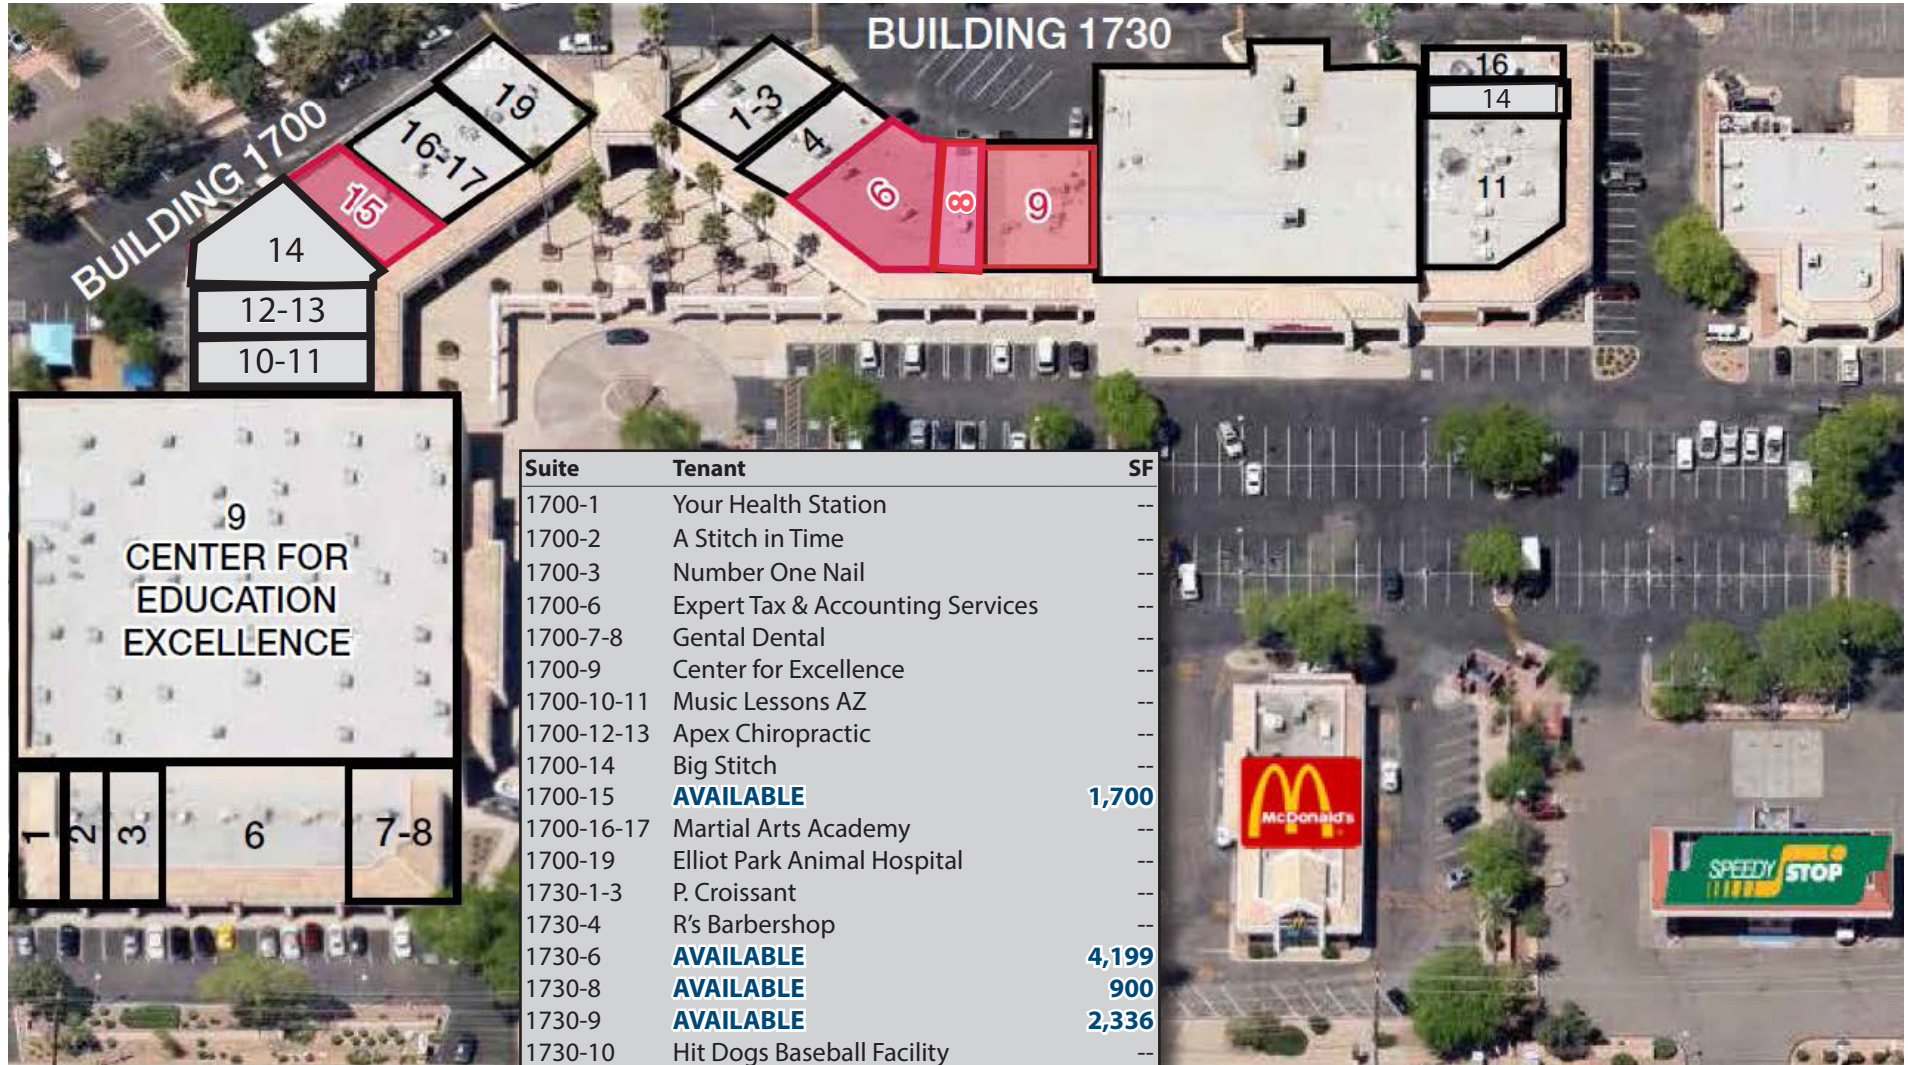 BUILDING 1730
BUILDING 1700
19
16-17
15
14
12-13
10-11
1-3
4
6
8
9
16
14
11
9
CENTER FOR
EDUCATION
EXCELLENCE
1
2
3
6
7-8
Suite Tenant SF
1700-1 Your Health Station --
1700-2 A Stitch in Time --
1700-3 Number One Nail --
1700-6 Expert Tax & Accounting Services --
1700-7-8 Gental Dental --
1700-9 Center for Excellence --
1700-10-11 Music Lessons AZ --
1700-12-13 Apex Chiropractic --
1700-14 Big Stitch --
1700-15 AVAILABLE 1,700
1700-16-17 Martial Arts Academy --
1700-19 Elliot Park Animal Hospital --
1730-1-3 P. Croissant --
1730-4 R's Barbershop --
1730-6 AVAILABLE 4,199
1730-8 AVAILABLE 900
1730-9 AVAILABLE 2,336
1730-10 Hit Dogs Baseball Facility --
McDonald's
SPEEDY STOP